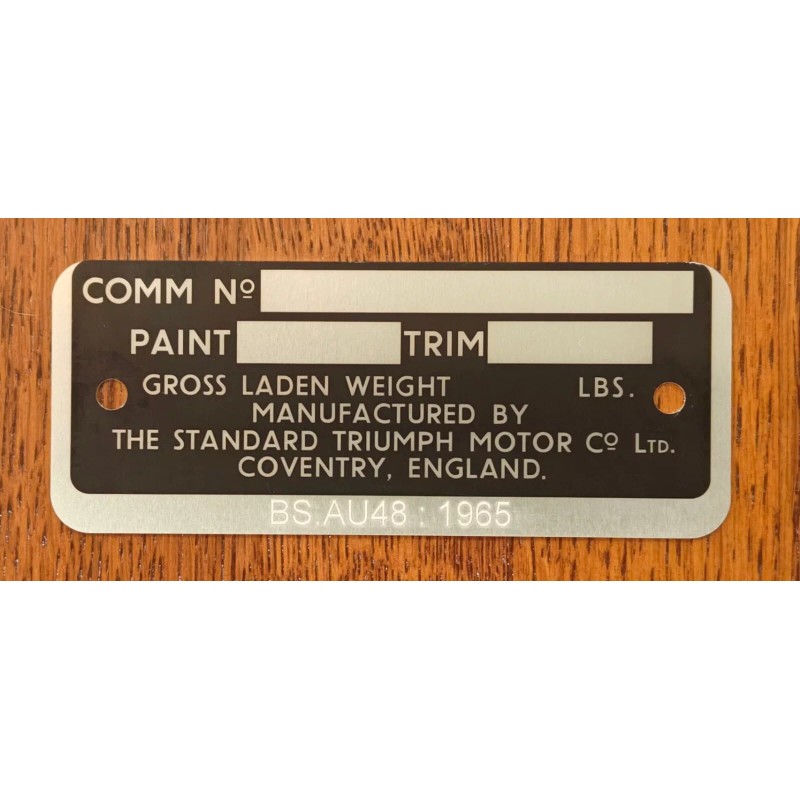 COMM Nº
PAINT TRIM
GROSS LADEN WEIGHT LBS.
MANUFACTURED BY
THE STANDARD TRIUMPH MOTOR Cº LTD.
COVENTRY, ENGLAND.
BS.AU48 : 1965